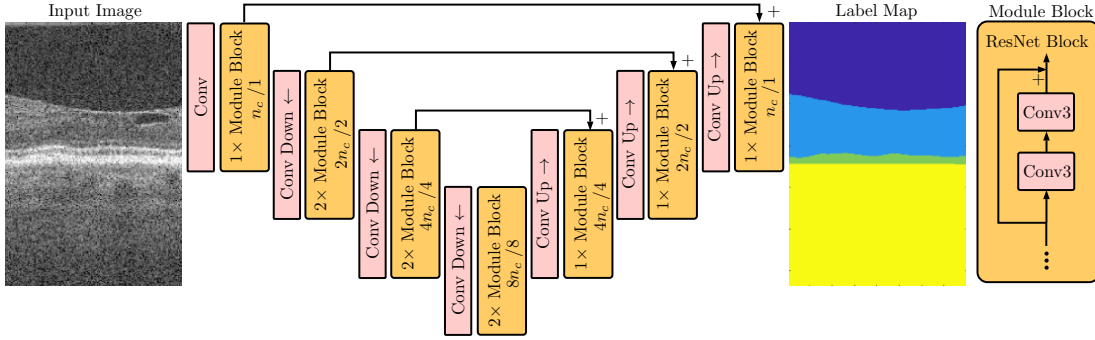 Input Image
Conv
1× Module Block
n_c /1
Conv Down ←
2× Module Block
2n_c /2
Conv Down ←
2× Module Block
4n_c /4
Conv Down ←
2× Module Block
8n_c /8
Conv Up →
1× Module Block
4n_c /4
+
Conv Up →
1× Module Block
2n_c /2
+
Conv Up →
1× Module Block
n_c /1
+
Label Map
Module Block
ResNet Block
+
Conv3
Conv3